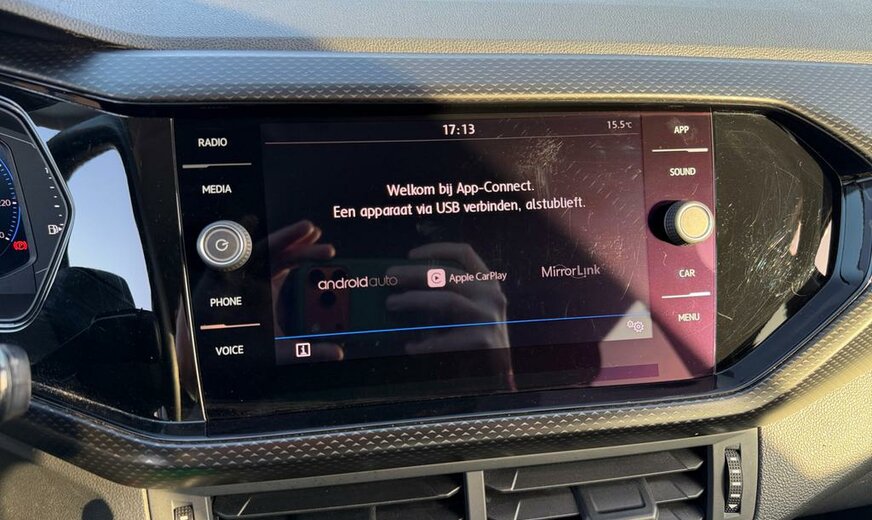 17:13
15.5°C
RADIO
MEDIA
PHONE
VOICE
Welkom bij App-Connect.
Een apparaat via USB verbinden, alstublieft.
androidauto
Apple CarPlay
MirrorLink
APP
SOUND
CAR
MENU